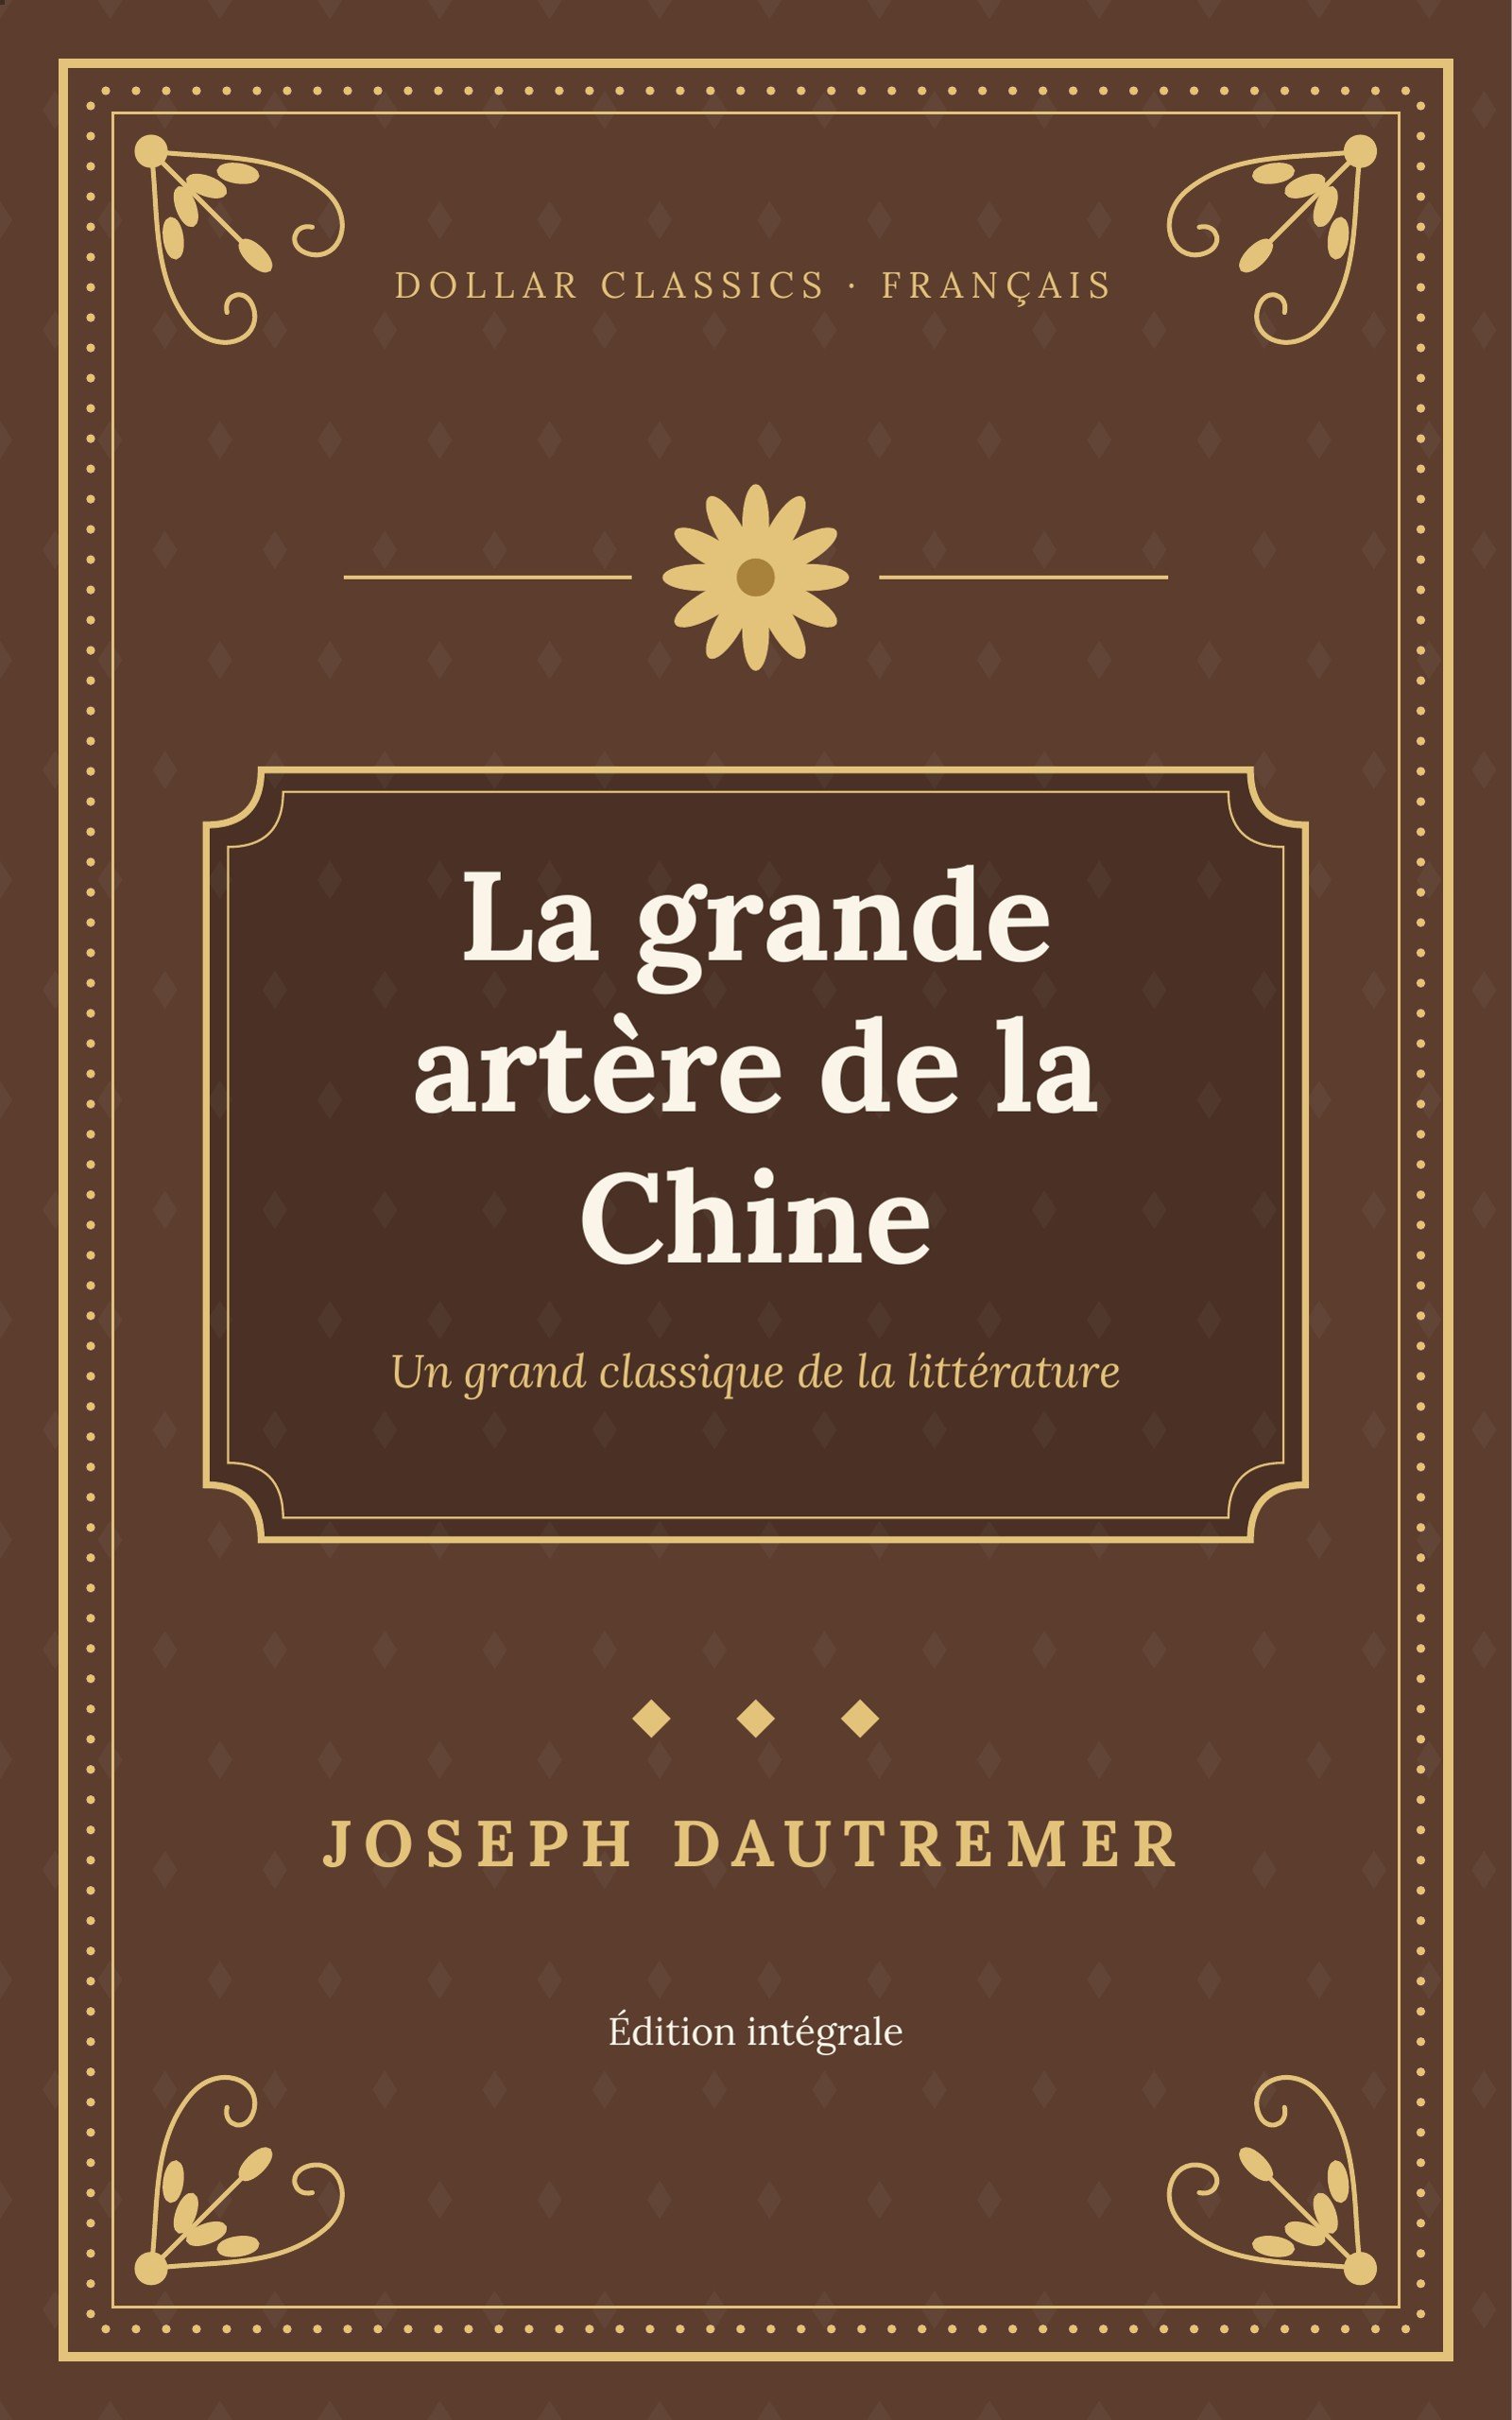 DOLLAR CLASSICS · FRANÇAIS
La grande
artère de la
Chine
Un grand classique de la littérature
JOSEPH DAUTREMER
Édition intégrale